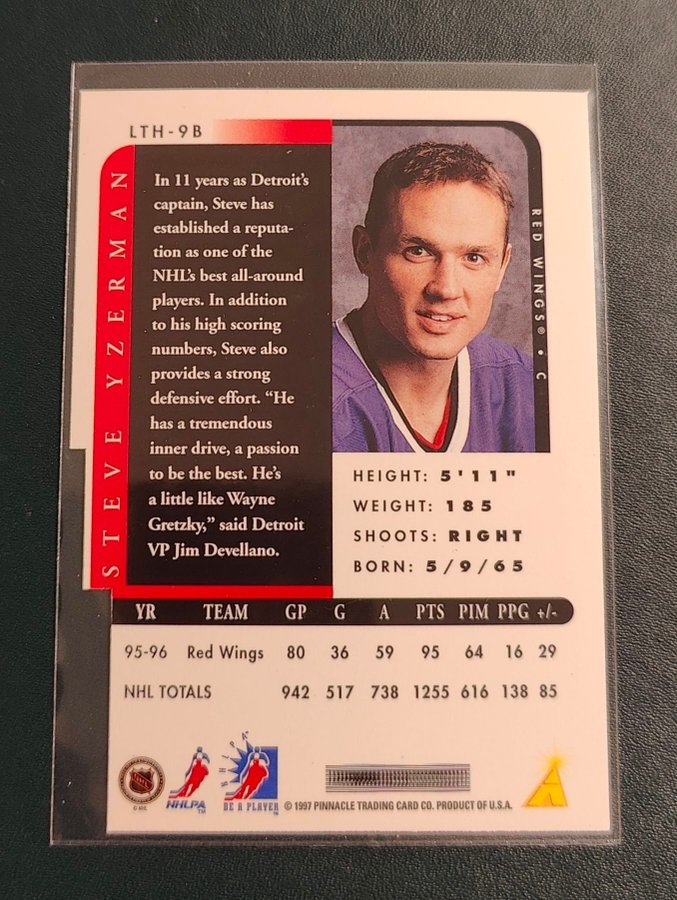 LTH-9B
STEVE YZERMAN
In 11 years as Detroit's
captain, Steve has
established a reputa-
tion as one of the
NHL's best all-around
players. In addition
to his high scoring
numbers, Steve also
provides a strong
defensive effort. "He
has a tremendous
inner drive, a passion
to be the best. He's
a little like Wayne
Gretzky," said Detroit
VP Jim Devellano.
RED WINGS® • C
HEIGHT: 5'11"
WEIGHT: 185
SHOOTS: RIGHT
BORN: 5/9/65
YR TEAM GP G A PTS PIM PPG +/-
95-96 Red Wings 80 36 59 95 64 16 29
NHL TOTALS 942 517 738 1255 616 138 85
NHL
© NHL
NHLPA™
NHLPA
BE A PLAYER™
© 1997 PINNACLE TRADING CARD CO. PRODUCT OF U.S.A.